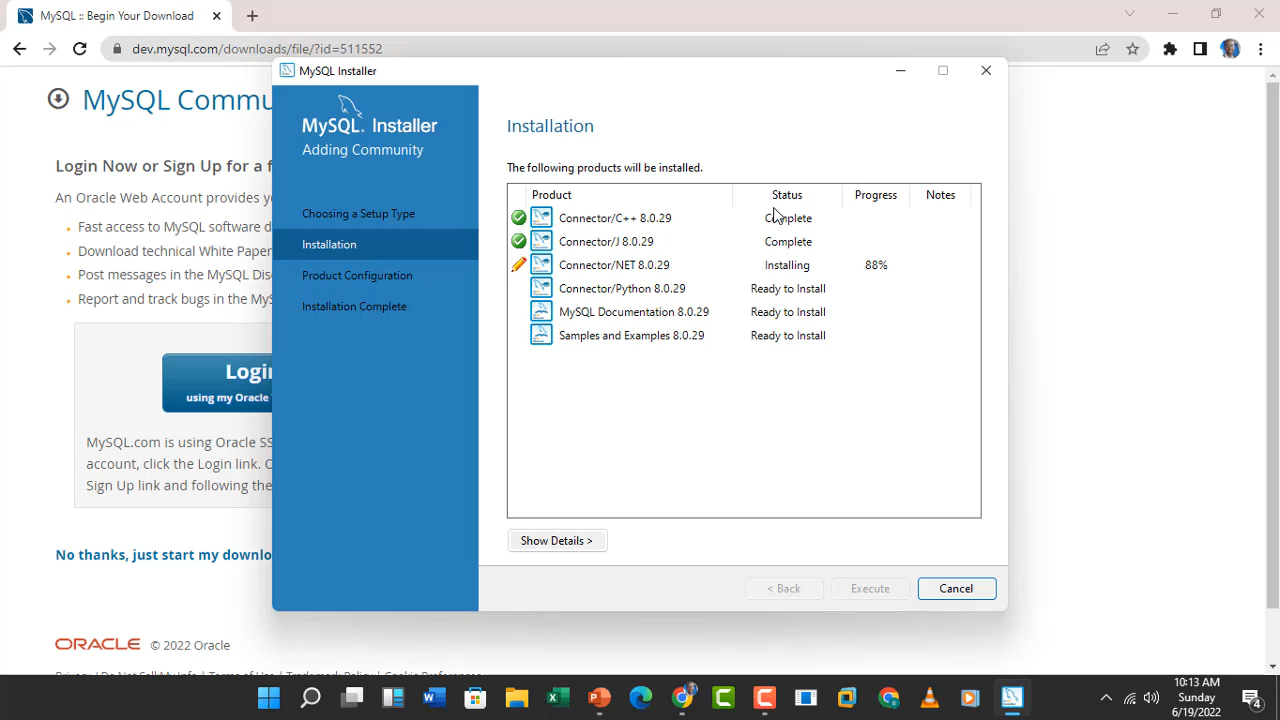 MySQL :: Begin Your Download
dev.mysql.com/downloads/file/?id=511552
MySQL Commu
Login Now or Sign Up for a f
An Oracle Web Account provides y
Fast access to MySQL software d
Download technical White Paper
Post messages in the MySQL Disc
Report and track bugs in the MyS
Login
using my Oracle
MySQL.com is using Oracle SS
account, click the Login link. O
Sign Up link and following the
No thanks, just start my downlo
ORACLE © 2022 Oracle
MySQL Installer
MySQL. Installer
Adding Community
Choosing a Setup Type
Installation
Product Configuration
Installation Complete
Installation
The following products will be installed.
Product Status Progress Notes
Connector/C++ 8.0.29 Complete
Connector/J 8.0.29 Complete
Connector/NET 8.0.29 Installing 88%
Connector/Python 8.0.29 Ready to Install
MySQL Documentation 8.0.29 Ready to Install
Samples and Examples 8.0.29 Ready to Install
Show Details >
< Back Execute Cancel
10:13 AM
Sunday
6/19/2022
4